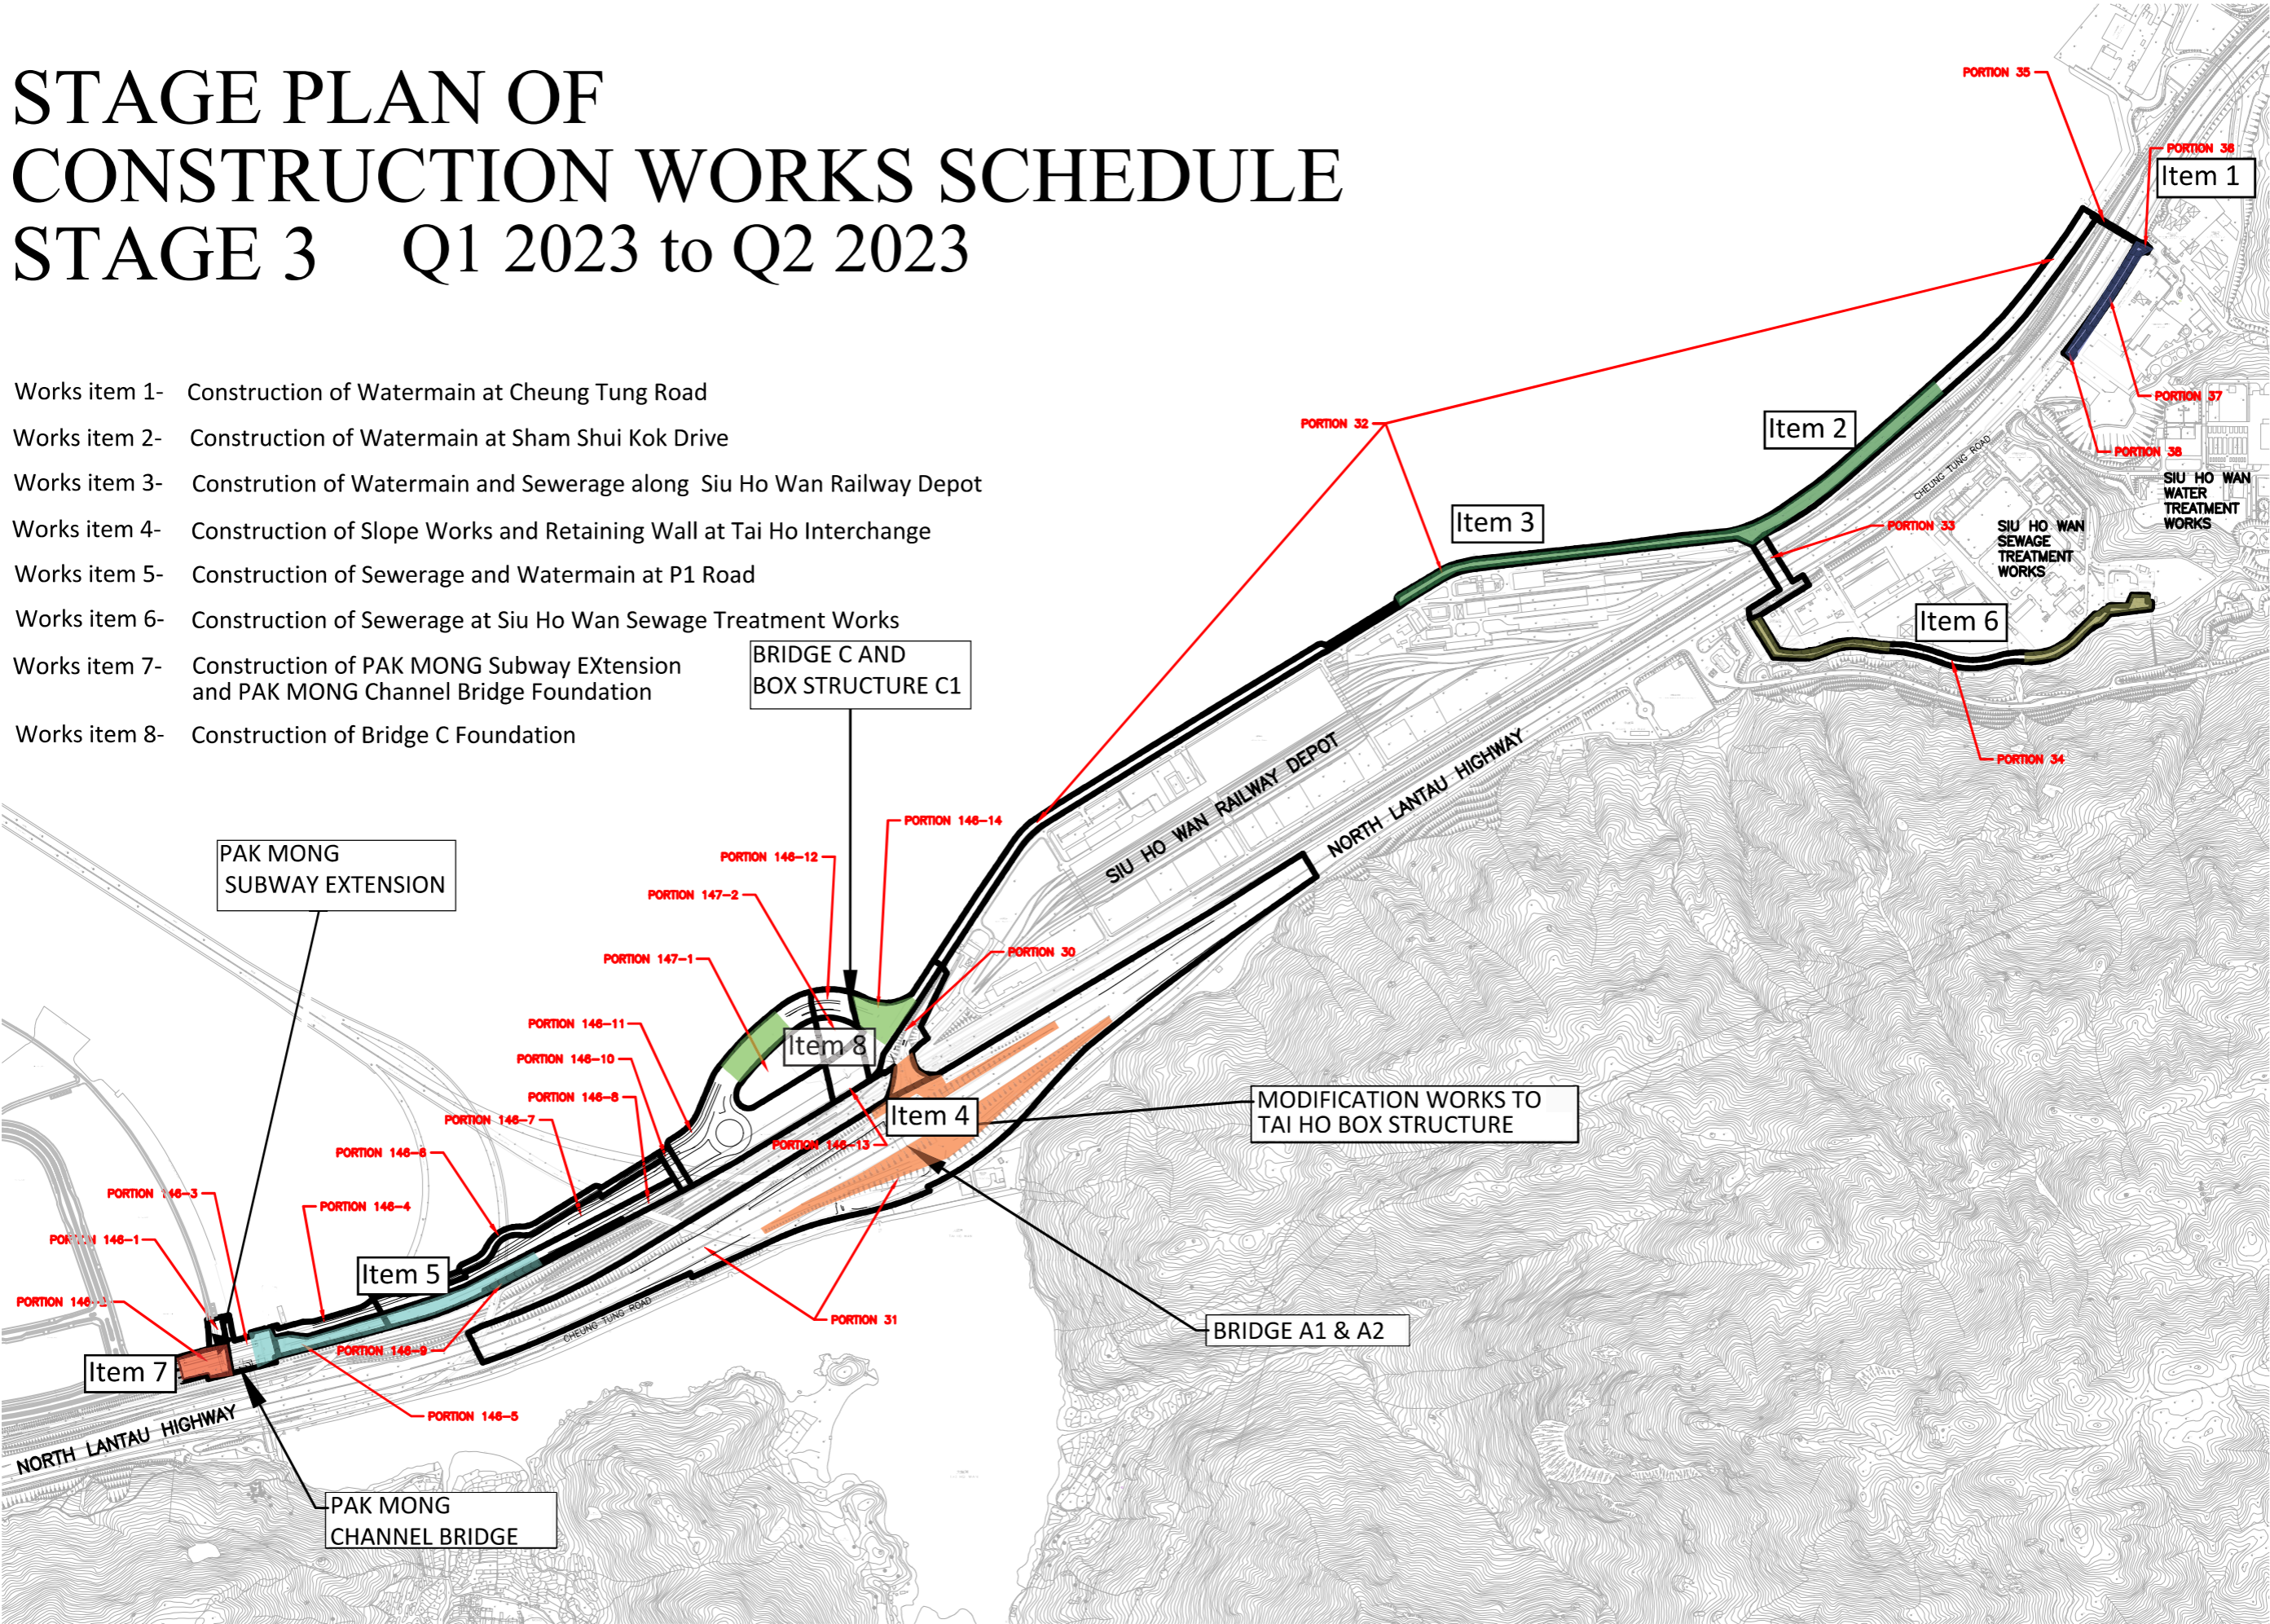 STAGE PLAN OF
CONSTRUCTION WORKS SCHEDULE
STAGE 3 Q1 2023 to Q2 2023
Works item 1- Construction of Watermain at Cheung Tung Road
Works item 2- Construction of Watermain at Sham Shui Kok Drive
Works item 3- Constrution of Watermain and Sewerage along Siu Ho Wan Railway Depot
Works item 4- Construction of Slope Works and Retaining Wall at Tai Ho Interchange
Works item 5- Construction of Sewerage and Watermain at P1 Road
Works item 6- Construction of Sewerage at Siu Ho Wan Sewage Treatment Works
Works item 7- Construction of PAK MONG Subway EXtension
and PAK MONG Channel Bridge Foundation
Works item 8- Construction of Bridge C Foundation
PORTION 35
PORTION 36
Item 1
PORTION 37
PORTION 38
SIU HO WAN
WATER
TREATMENT
WORKS
Item 2
CHEUNG TUNG ROAD
PORTION 32
PORTION 33
SIU HO WAN
SEWAGE
TREATMENT
WORKS
Item 3
Item 6
PORTION 34
BRIDGE C AND
BOX STRUCTURE C1
SIU HO WAN RAILWAY DEPOT
NORTH LANTAU HIGHWAY
PAK MONG
SUBWAY EXTENSION
PORTION 146-14
PORTION 146-12
PORTION 147-2
PORTION 147-1
PORTION 30
PORTION 146-11
Item 8
PORTION 146-10
PORTION 146-8
PORTION 146-7
Item 4
PORTION 146-13
MODIFICATION WORKS TO
TAI HO BOX STRUCTURE
PORTION 146-6
PORTION 146-3
PORTION 146-4
PORTION 146-1
Item 5
PORTION 146-
PORTION 31
CHEUNG TUNG ROAD
BRIDGE A1 & A2
PORTION 146-9
Item 7
PORTION 146-5
NORTH LANTAU HIGHWAY
PAK MONG
CHANNEL BRIDGE